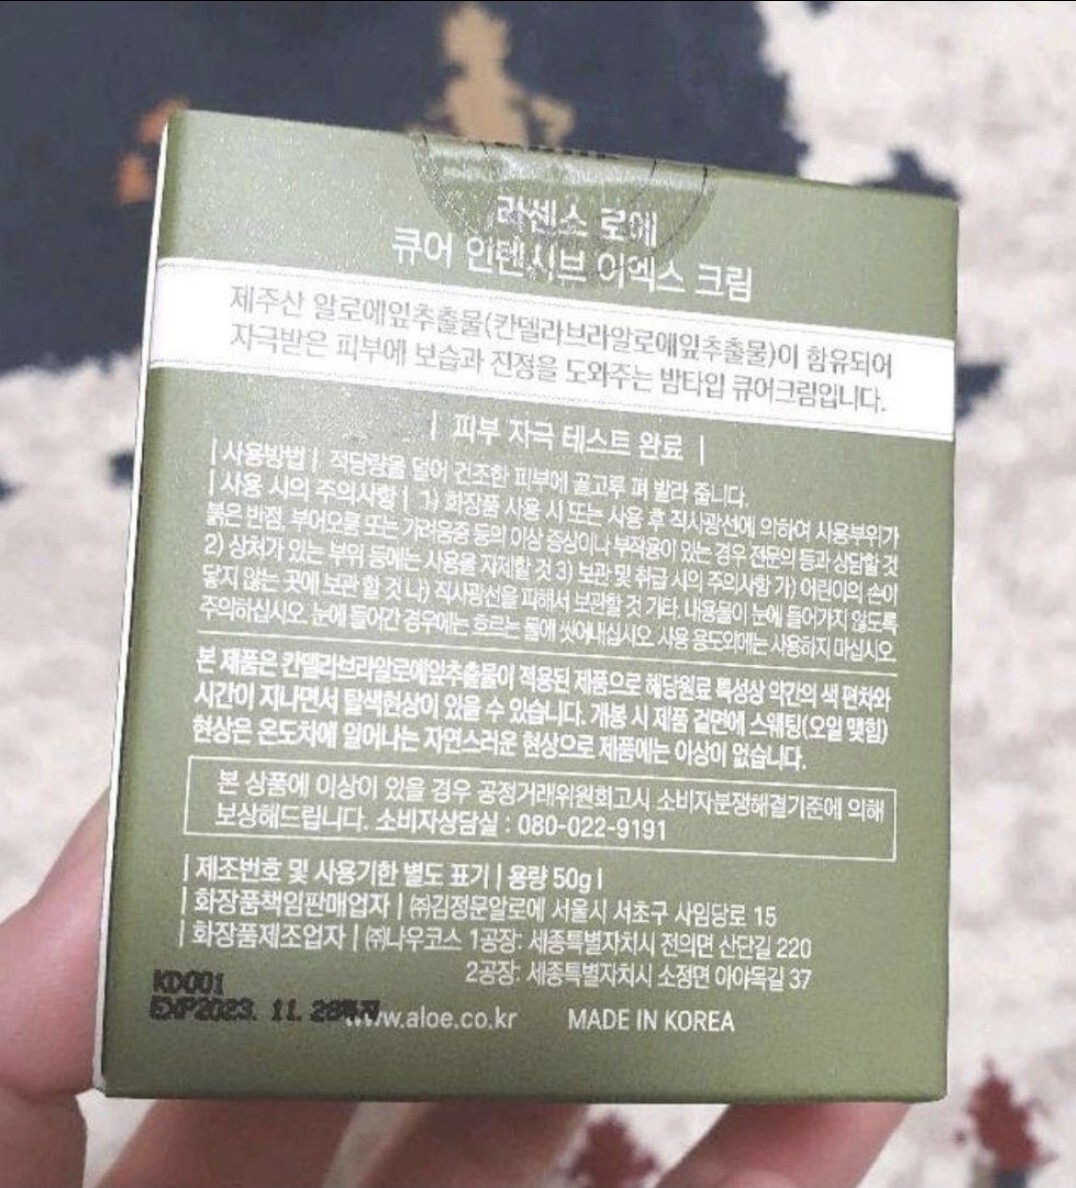 라센스 로에
큐어 인텐시브 이엑스 크림
제주산 알로에잎추출물(칸델라브라알로에잎추출물)이 함유되어
자극받은 피부에 보습과 진정을 도와주는 밤타입 큐어크림입니다.
| 피부 자극 테스트 완료 |
| 사용방법 | 적당량을 덜어 건조한 피부에 골고루 펴 발라 줍니다.
| 사용 시의 주의사항 | 1) 화장품 사용 시 또는 사용 후 직사광선에 의하여 사용부위가
붉은 반점, 부어오름 또는 가려움증 등의 이상 증상이나 부작용이 있는 경우 전문의 등과 상담할 것
2) 상처가 있는 부위 등에는 사용을 자제할 것 3) 보관 및 취급 시의 주의사항 가) 어린이의 손이
닿지 않는 곳에 보관 할 것 나) 직사광선을 피해서 보관할 것 기타. 내용물이 눈에 들어가지 않도록
주의하십시오. 눈에 들어간 경우에는 흐르는 물에 씻어내십시오. 사용 용도외에는 사용하지 마십시오.
본 제품은 칸델라브라알로에잎추출물이 적용된 제품으로 해당원료 특성상 약간의 색 편차와
시간이 지나면서 탈색현상이 있을 수 있습니다. 개봉 시 제품 겉면에 스웨팅(오일 맺힘)
현상은 온도차에 일어나는 자연스러운 현상으로 제품에는 이상이 없습니다.
본 상품에 이상이 있을 경우 공정거래위원회고시 소비자분쟁해결기준에 의해
보상해드립니다. 소비자상담실 : 080-022-9191
| 제조번호 및 사용기한 별도 표기 | 용량 50g |
| 화장품책임판매업자 | ㈜김정문알로에 서울시 서초구 사임당로 15
| 화장품제조업자 | ㈜나우코스 1공장: 세종특별자치시 전의면 산단길 220
2공장: 세종특별자치시 소정면 아야목길 37
KD001
EXP2023. 11. 28까지
www.aloe.co.kr MADE IN KOREA